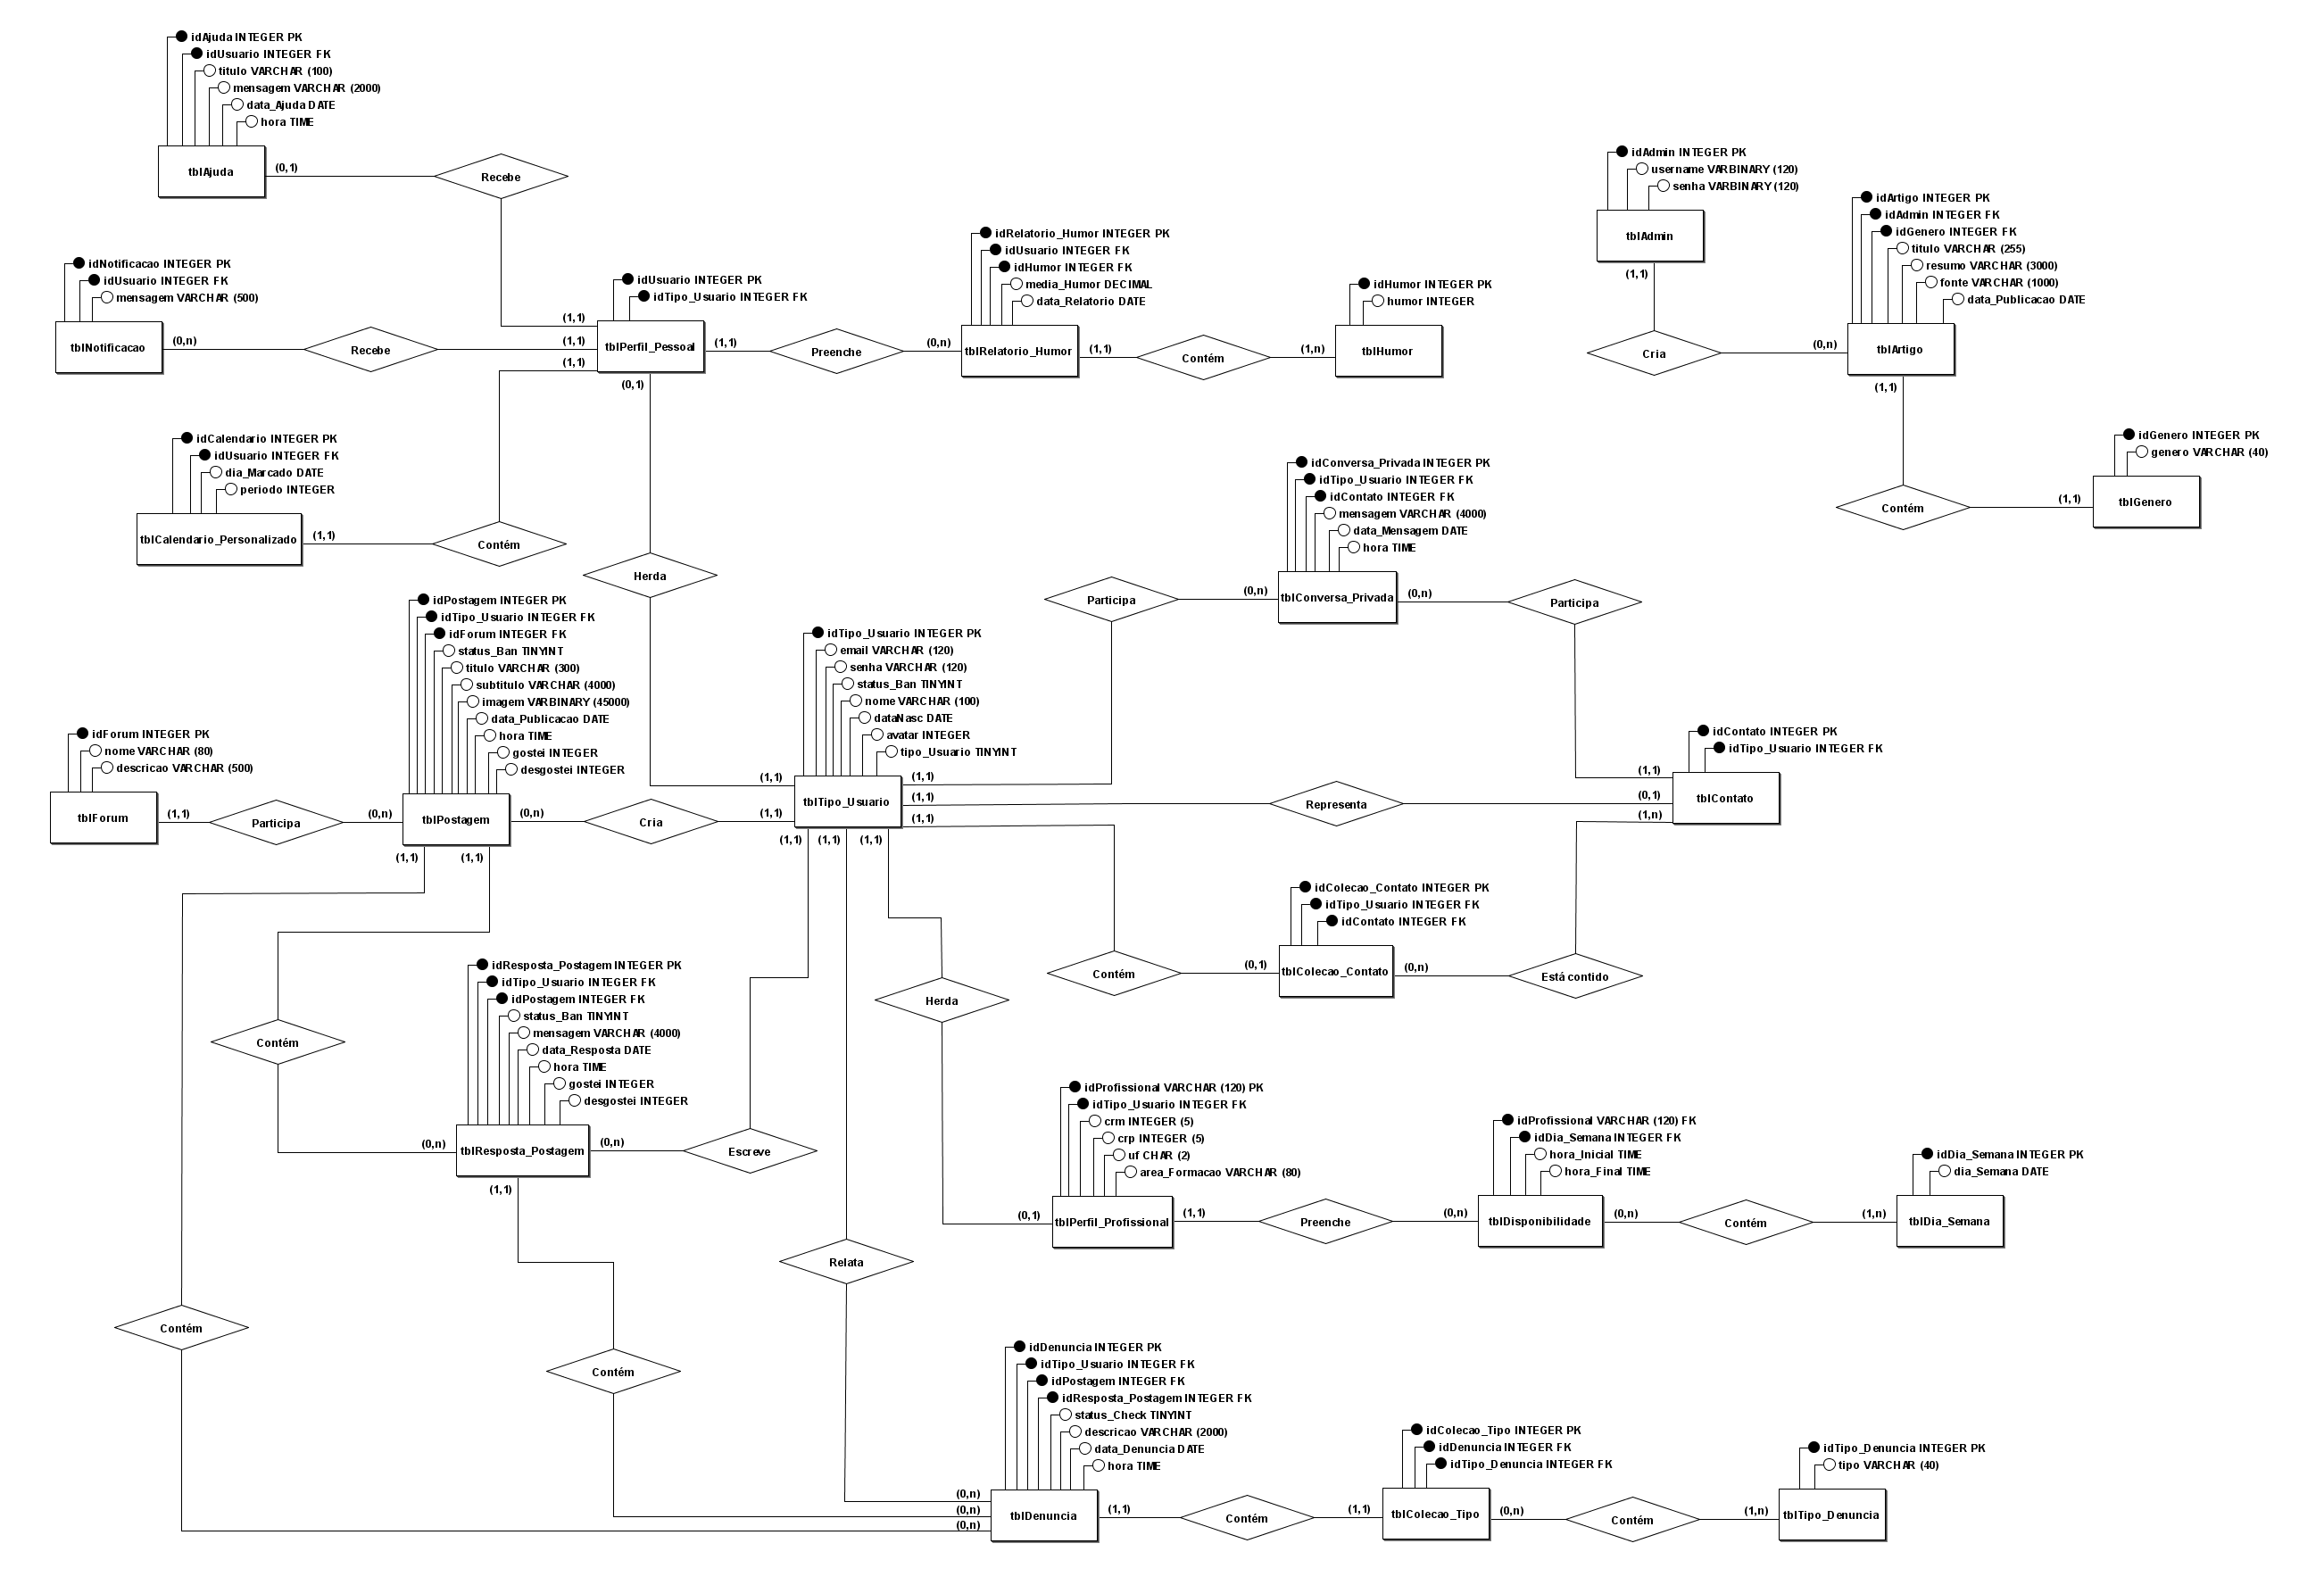 idAjuda INTEGER PK
idUsuario INTEGER FK
titulo VARCHAR (100)
mensagem VARCHAR (2000)
data_Ajuda DATE
hora TIME
tblAjuda
(0,1)
Recebe
(1,1)
idNotificacao INTEGER PK
idUsuario INTEGER FK
mensagem VARCHAR (500)
tblNotificacao
(0,n)
Recebe
(1,1)
idUsuario INTEGER PK
idTipo_Usuario INTEGER FK
tblPerfil_Pessoal
(1,1)
(0,1)
(1,1)
Preenche
(0,n)
idRelatorio_Humor INTEGER PK
idUsuario INTEGER FK
idHumor INTEGER FK
media_Humor DECIMAL
data_Relatorio DATE
tblRelatorio_Humor
(1,1)
Contém
(1,n)
idHumor INTEGER PK
humor INTEGER
tblHumor
idAdmin INTEGER PK
username VARBINARY (120)
senha VARBINARY (120)
tblAdmin
(1,1)
Cria
(0,n)
idArtigo INTEGER PK
idAdmin INTEGER FK
idGenero INTEGER FK
titulo VARCHAR (255)
resumo VARCHAR (3000)
fonte VARCHAR (1000)
data_Publicacao DATE
tblArtigo
(1,1)
Contém
(1,1)
idGenero INTEGER PK
genero VARCHAR (40)
tblGenero
idCalendario INTEGER PK
idUsuario INTEGER FK
dia_Marcado DATE
periodo INTEGER
tblCalendario_Personalizado
(1,1)
Contém
Herda
idConversa_Privada INTEGER PK
idTipo_Usuario INTEGER FK
idContato INTEGER FK
mensagem VARCHAR (4000)
data_Mensagem DATE
hora TIME
tblConversa_Privada
Participa
(0,n)
(0,n)
Participa
idPostagem INTEGER PK
idTipo_Usuario INTEGER FK
idForum INTEGER FK
status_Ban TINYINT
titulo VARCHAR (300)
subtitulo VARCHAR (4000)
imagem VARBINARY (45000)
data_Publicacao DATE
hora TIME
gostei INTEGER
desgostei INTEGER
tblPostagem
idForum INTEGER PK
nome VARCHAR (80)
descricao VARCHAR (500)
tblForum
(1,1)
Participa
(0,n)
(0,n)
Cria
(1,1)
(1,1)
idTipo_Usuario INTEGER PK
email VARCHAR (120)
senha VARCHAR (120)
status_Ban TINYINT
nome VARCHAR (100)
dataNasc DATE
avatar INTEGER
tipo_Usuario TINYINT
tblTipo_Usuario
(1,1)
(1,1)
(1,1)
Representa
(1,1)
(0,1)
(1,n)
idContato INTEGER PK
idTipo_Usuario INTEGER FK
tblContato
(1,1)
(1,1)
(1,1)
(1,1)
(1,1)
idColecao_Contato INTEGER PK
idTipo_Usuario INTEGER FK
idContato INTEGER FK
tblColecao_Contato
Contém
(0,1)
(0,n)
Está contido
Herda
Contém
idResposta_Postagem INTEGER PK
idTipo_Usuario INTEGER FK
idPostagem INTEGER FK
status_Ban TINYINT
mensagem VARCHAR (4000)
data_Resposta DATE
hora TIME
gostei INTEGER
desgostei INTEGER
tblResposta_Postagem
(0,n)
(0,n)
Escreve
(1,1)
idProfissional VARCHAR (120) PK
idTipo_Usuario INTEGER FK
crm INTEGER (5)
crp INTEGER (5)
uf CHAR (2)
area_Formacao VARCHAR (80)
tblPerfil_Profissional
(0,1)
(1,1)
Preenche
(0,n)
idProfissional VARCHAR (120) FK
idDia_Semana INTEGER FK
hora_Inicial TIME
hora_Final TIME
tblDisponibilidade
(0,n)
Contém
(1,n)
idDia_Semana INTEGER PK
dia_Semana DATE
tblDia_Semana
Relata
Contém
Contém
idDenuncia INTEGER PK
idTipo_Usuario INTEGER FK
idPostagem INTEGER FK
idResposta_Postagem INTEGER FK
status_Check TINYINT
descricao VARCHAR (2000)
data_Denuncia DATE
hora TIME
tblDenuncia
(0,n)
(0,n)
(0,n)
(1,1)
Contém
(1,1)
idColecao_Tipo INTEGER PK
idDenuncia INTEGER FK
idTipo_Denuncia INTEGER FK
tblColecao_Tipo
(0,n)
Contém
(1,n)
idTipo_Denuncia INTEGER PK
tipo VARCHAR (40)
tblTipo_Denuncia